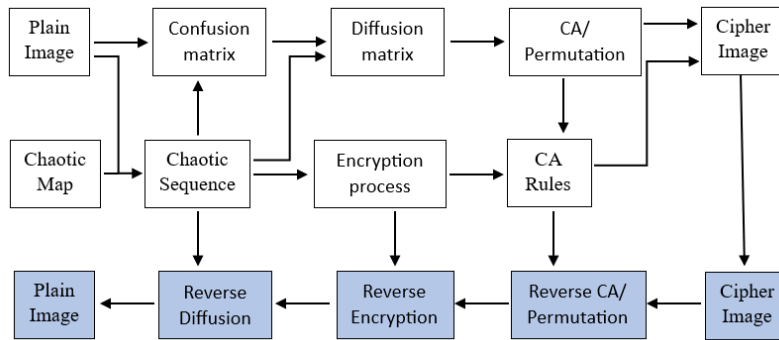 Plain
Image
Confusion
matrix
Diffusion
matrix
CA/
Permutation
Cipher
Image
Chaotic
Map
Chaotic
Sequence
Encryption
process
CA
Rules
Plain
Image
Reverse
Diffusion
Reverse
Encryption
Reverse CA/
Permutation
Cipher
Image